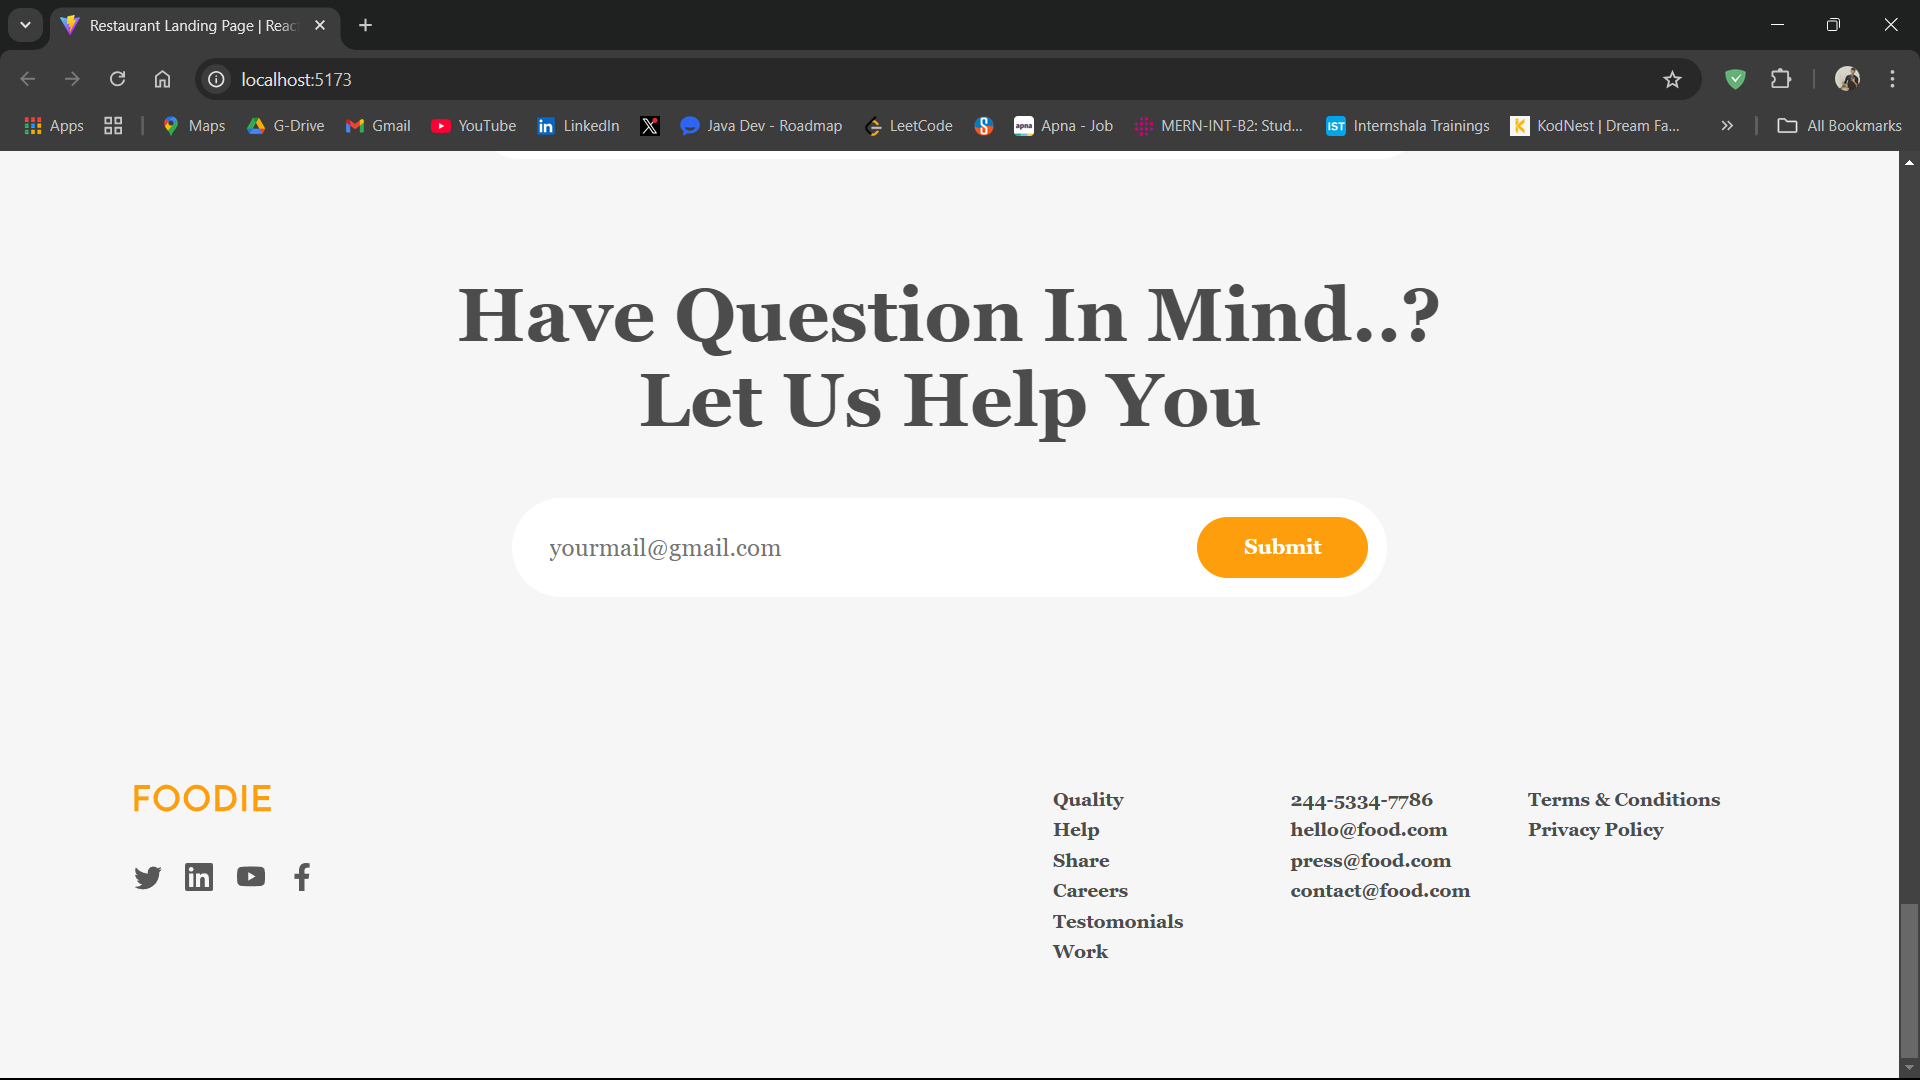 Restaurant Landing Page | Reac
localhost:5173
Apps
Maps
G-Drive
Gmail
YouTube
LinkedIn
Java Dev - Roadmap
LeetCode
apna
Apna - Job
MERN-INT-B2: Stud...
IST
Internshala Trainings
KodNest | Dream Fa...
All Bookmarks
Have Question In Mind..?
Let Us Help You
yourmail@gmail.com
Submit
FOODIE
Quality
Help
Share
Careers
Testomonials
Work
244-5334-7786
hello@food.com
press@food.com
contact@food.com
Terms & Conditions
Privacy Policy